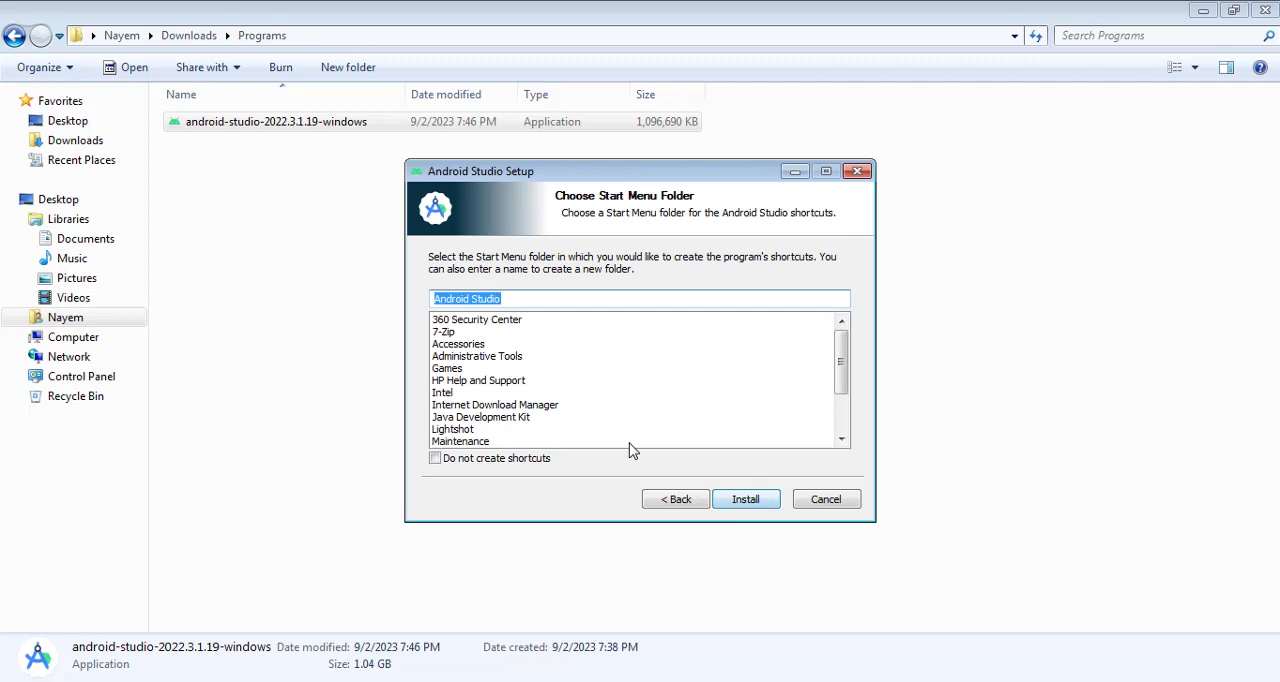 Nayem Downloads Programs
Search Programs
Organize Open Share with Burn New folder
Favorites
Desktop
Downloads
Recent Places
Desktop
Libraries
Documents
Music
Pictures
Videos
Nayem
Computer
Network
Control Panel
Recycle Bin
Name Date modified Type Size
android-studio-2022.3.1.19-windows 9/2/2023 7:46 PM Application 1,096,690 KB
Android Studio Setup
Choose Start Menu Folder
Choose a Start Menu folder for the Android Studio shortcuts.
Select the Start Menu folder in which you would like to create the program's shortcuts. You
can also enter a name to create a new folder.
Android Studio
360 Security Center
7-Zip
Accessories
Administrative Tools
Games
HP Help and Support
Intel
Internet Download Manager
Java Development Kit
Lightshot
Maintenance
Do not create shortcuts
< Back Install Cancel
android-studio-2022.3.1.19-windows Date modified: 9/2/2023 7:46 PM Date created: 9/2/2023 7:38 PM
Application Size: 1.04 GB